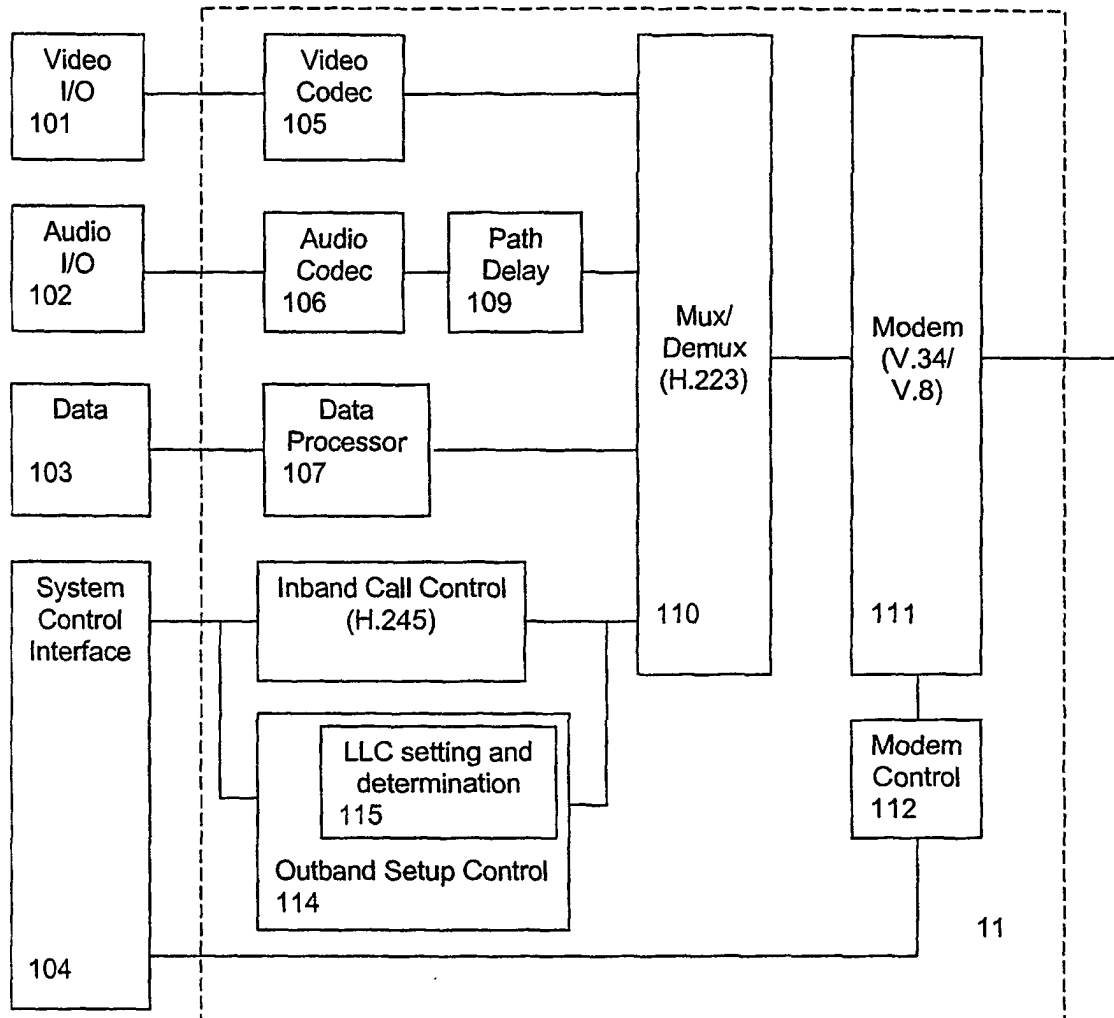 Video
I/O
101
Video
Codec
105
Audio
I/O
102
Audio
Codec
106
Path
Delay
109
Mux/
Demux
(H.223)
110
Modem
(V.34/
V.8)
111
Data
103
Data
Processor
107
System
Control
Interface
104
Inband Call Control
(H.245)
LLC setting and
determination
115
Outband Setup Control
114
Modem
Control
112
11